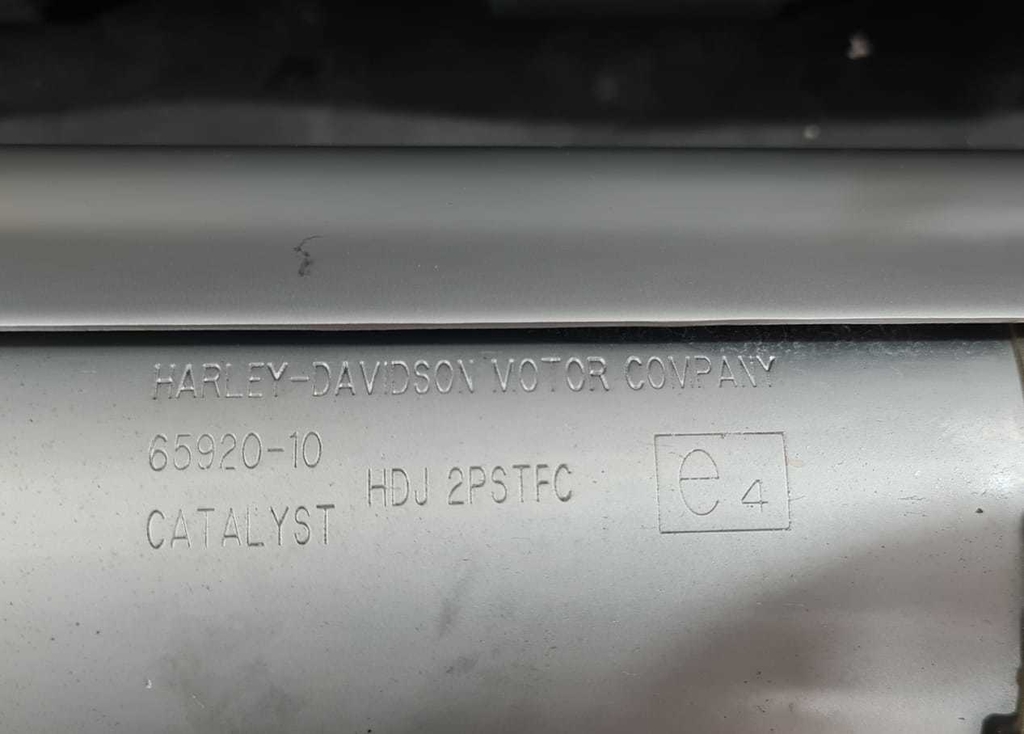 HARLEY-DAVIDSON MOTOR COMPANY
65920-10
HDJ 2PSTFC
CATALYST
e 4